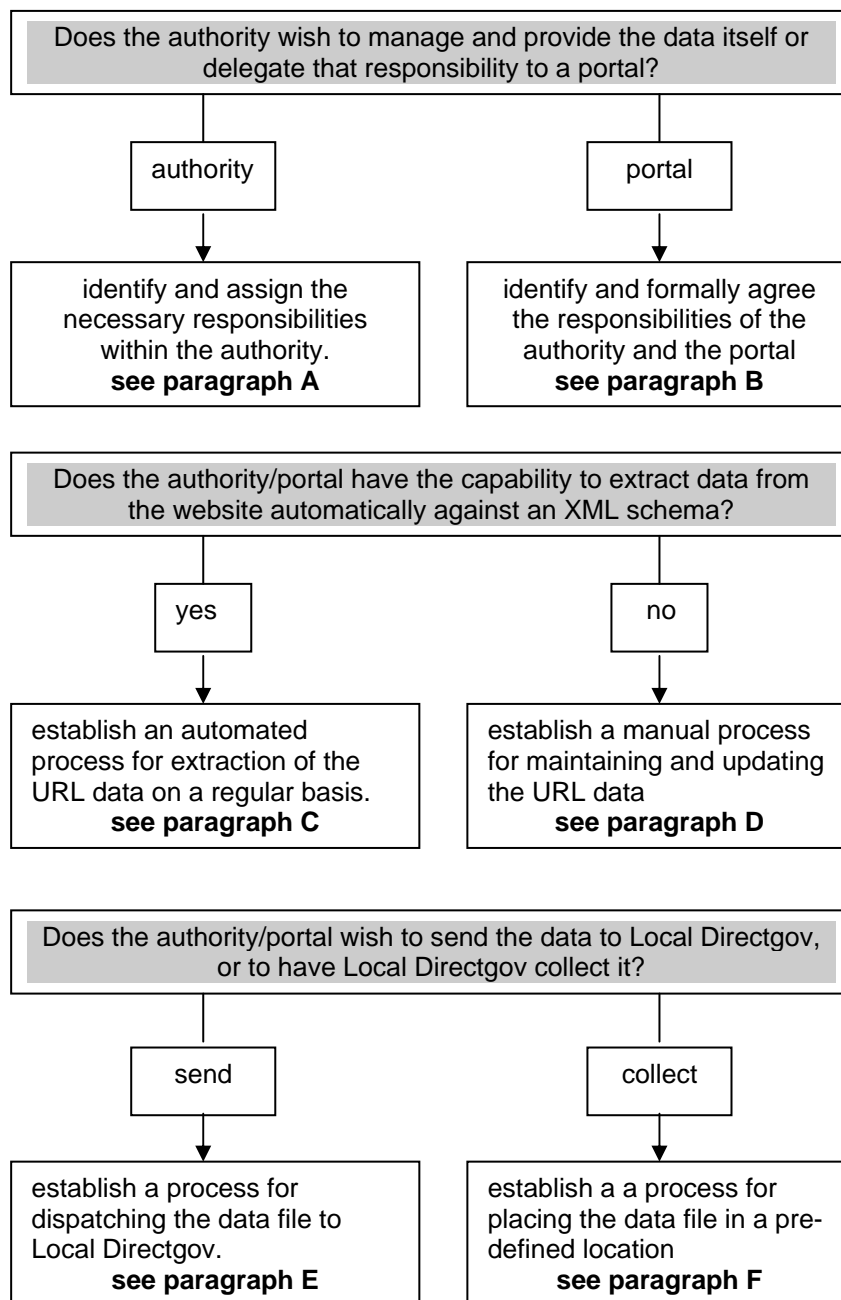 Does the authority wish to manage and provide the data itself or
delegate that responsibility to a portal?
authority
portal
identify and assign the
necessary responsibilities
within the authority.
see paragraph A
identify and formally agree
the responsibilities of the
authority and the portal
see paragraph B
Does the authority/portal have the capability to extract data from
the website automatically against an XML schema?
yes
no
establish an automated
process for extraction of the
URL data on a regular basis.
see paragraph C
establish a manual process
for maintaining and updating
the URL data
see paragraph D
Does the authority/portal wish to send the data to Local Directgov,
or to have Local Directgov collect it?
send
collect
establish a process for
dispatching the data file to
Local Directgov.
see paragraph E
establish a a process for
placing the data file in a pre-
defined location
see paragraph F